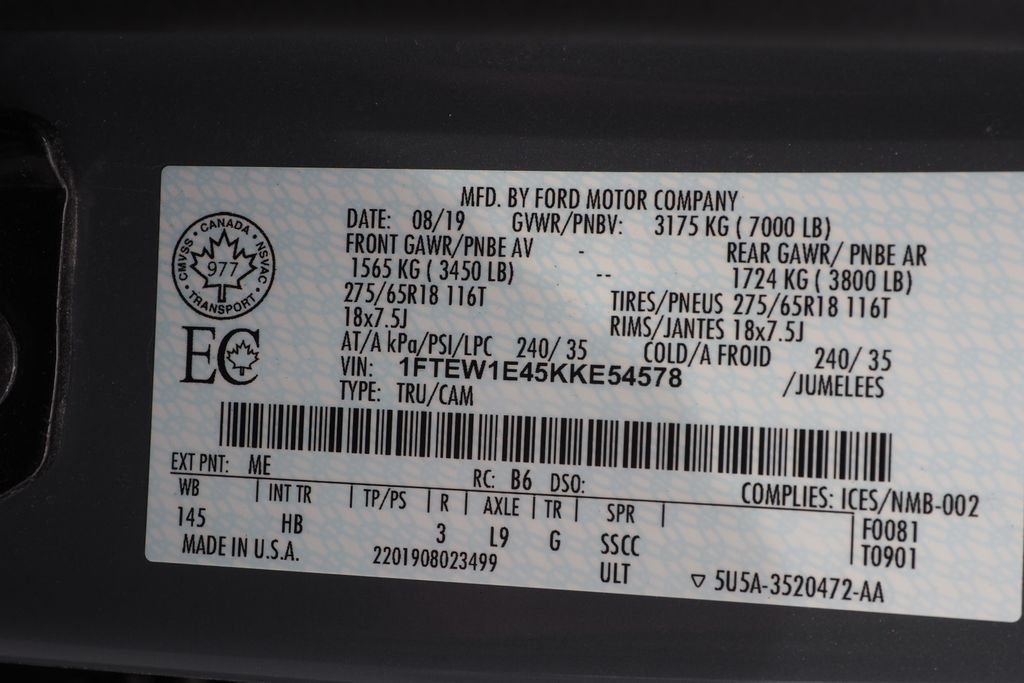 MFD. BY FORD MOTOR COMPANY
DATE: 08/19 GVWR/PNBV: 3175 KG ( 7000 LB)
FRONT GAWR/PNBE AV - REAR GAWR/ PNBE AR
1565 KG ( 3450 LB) -- 1724 KG ( 3800 LB)
275/65R18 116T TIRES/PNEUS 275/65R18 116T
18x7.5J RIMS/JANTES 18x7.5J
AT/A kPa/PSI/LPC 240/ 35 COLD/A FROID 240/ 35
VIN: 1FTEW1E45KKE54578 /JUMELEES
TYPE: TRU/CAM
CANADA
CMVSS 977 NSVAC
TRANSPORT
EC
EXT PNT: ME RC: B6 DSO: COMPLIES: ICES/NMB-002
WB | INT TR | TP/PS | R | AXLE | TR | SPR | F0081
145 HB 3 L9 G SSCC T0901
MADE IN U.S.A. 2201908023499 ULT ▽ 5U5A-3520472-AA